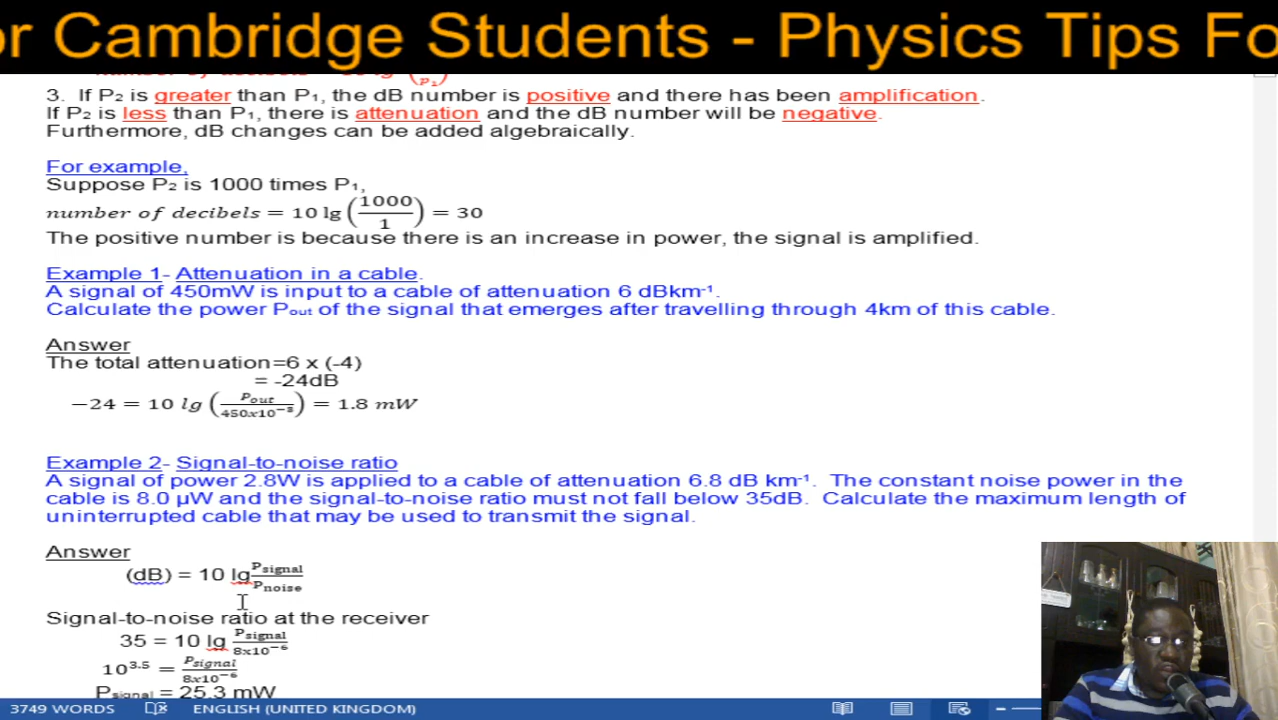 or Cambridge Students - Physics Tips Fo
3. If P₂ is greater than P₁, the dB number is positive and there has been amplification.
If P₂ is less than P₁, there is attenuation and the dB number will be negative.
Furthermore, dB changes can be added algebraically.
For example,
Suppose P₂ is 1000 times P₁,
number of decibels = 10 lg (1000/1) = 30
The positive number is because there is an increase in power, the signal is amplified.
Example 1- Attenuation in a cable.
A signal of 450mW is input to a cable of attenuation 6 dBkm⁻¹.
Calculate the power Pout of the signal that emerges after travelling through 4km of this cable.
Answer
The total attenuation=6 x (-4)
= -24dB
−24 = 10 lg (Pout/450x10⁻³) = 1.8 mW
Example 2- Signal-to-noise ratio
A signal of power 2.8W is applied to a cable of attenuation 6.8 dB km⁻¹. The constant noise power in the
cable is 8.0 µW and the signal-to-noise ratio must not fall below 35dB. Calculate the maximum length of
uninterrupted cable that may be used to transmit the signal.
Answer
(dB) = 10 lg Psignal/Pnoise
Signal-to-noise ratio at the receiver
35 = 10 lg Psignal/8x10⁻⁶
10³·⁵ = Psignal/8x10⁻⁶
Psignal = 25.3 mW
3749 WORDS ENGLISH (UNITED KINGDOM)